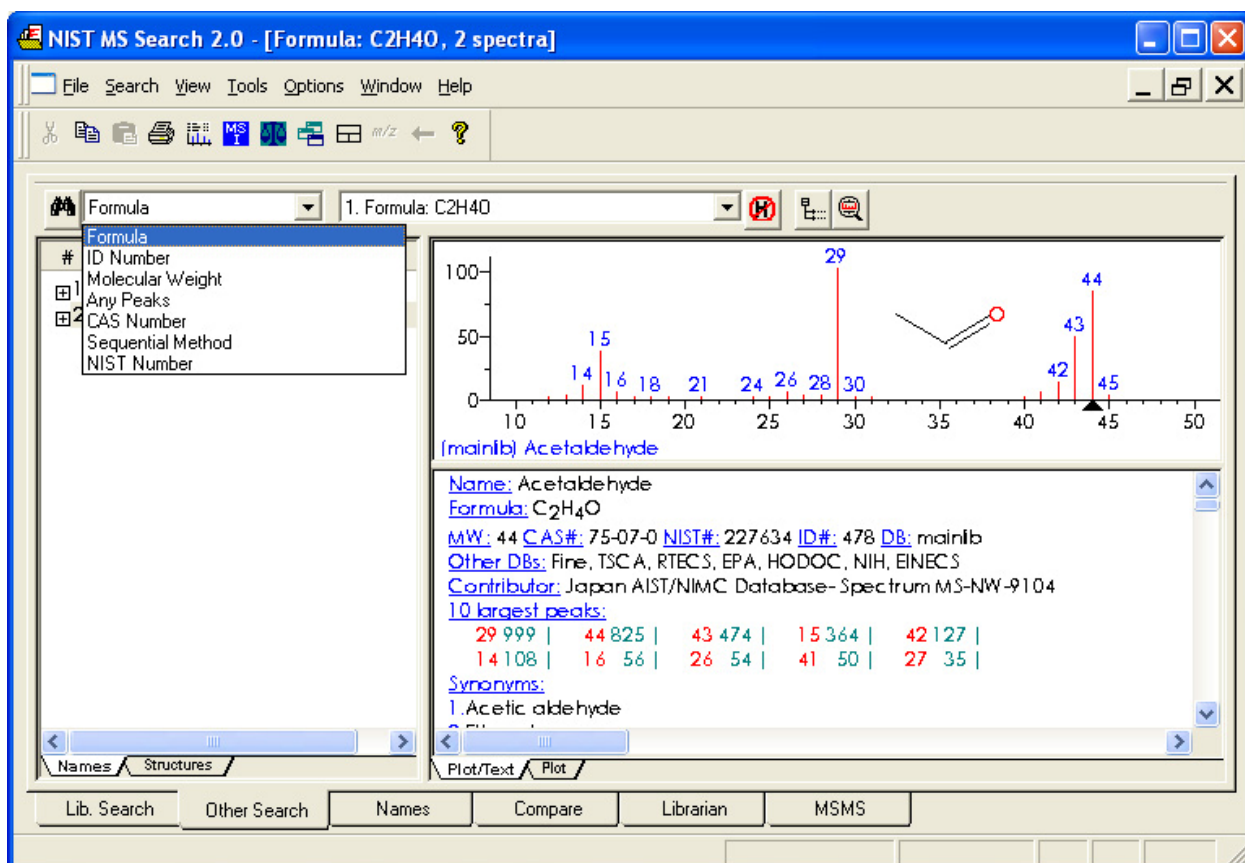 NIST MS Search 2.0 - [Formula: C2H4O, 2 spectra]
File Search View Tools Options Window Help
MS
I
m/z
?
Formula
1. Formula: C2H4O
H
Formula
ID Number
Molecular Weight
Any Peaks
CAS Number
Sequential Method
NIST Number
#
1
2
100
50
0
14 15 16 18 21 24 26 28 29 30 42 43 44 45
10 15 20 25 30 35 40 45 50
(mainlib) Acetaldehyde
Name: Acetaldehyde
Formula: C2H4O
MW: 44 CAS#: 75-07-0 NIST#: 227634 ID#: 478 DB: mainlib
Other DBs: Fine, TSCA, RTECS, EPA, HODOC, NIH, EINECS
Contributor: Japan AIST/NIMC Database- Spectrum MS-NW-9104
10 largest peaks:
29 999 | 44 825 | 43 474 | 15 364 | 42 127 |
14 108 | 16 56 | 26 54 | 41 50 | 27 35 |
Synonyms:
1.Acetic aldehyde
Names Structures
Plot/Text Plot
Lib. Search Other Search Names Compare Librarian MSMS